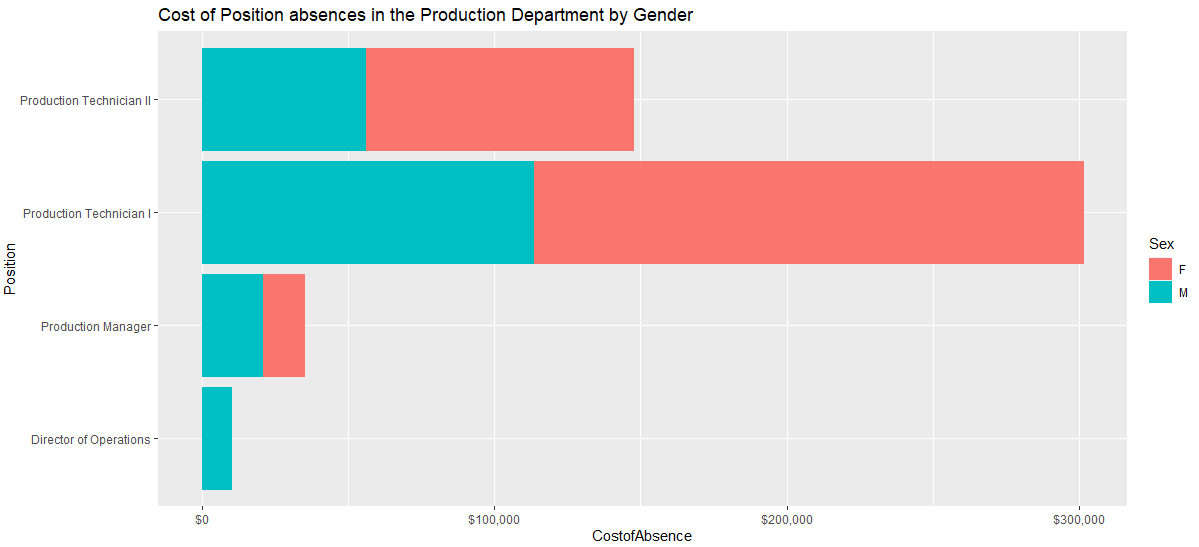 Cost of Position absences in the Production Department by Gender
Position
Production Technician II
Production Technician I
Production Manager
Director of Operations
$0
$100,000
$200,000
$300,000
CostofAbsence
Sex
F
M